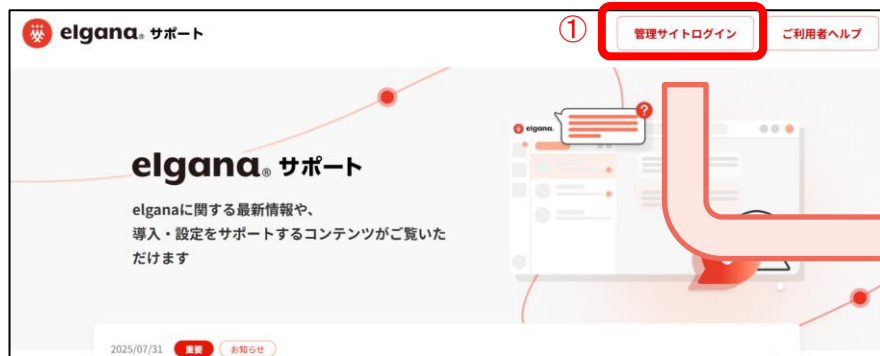 elgana® サポート
①
管理サイトログイン
ご利用者ヘルプ
elgana.
?
elgana® サポート
elganaに関する最新情報や、
導入・設定をサポートするコンテンツがご覧いた
だけます
2025/07/31 重要 お知らせ